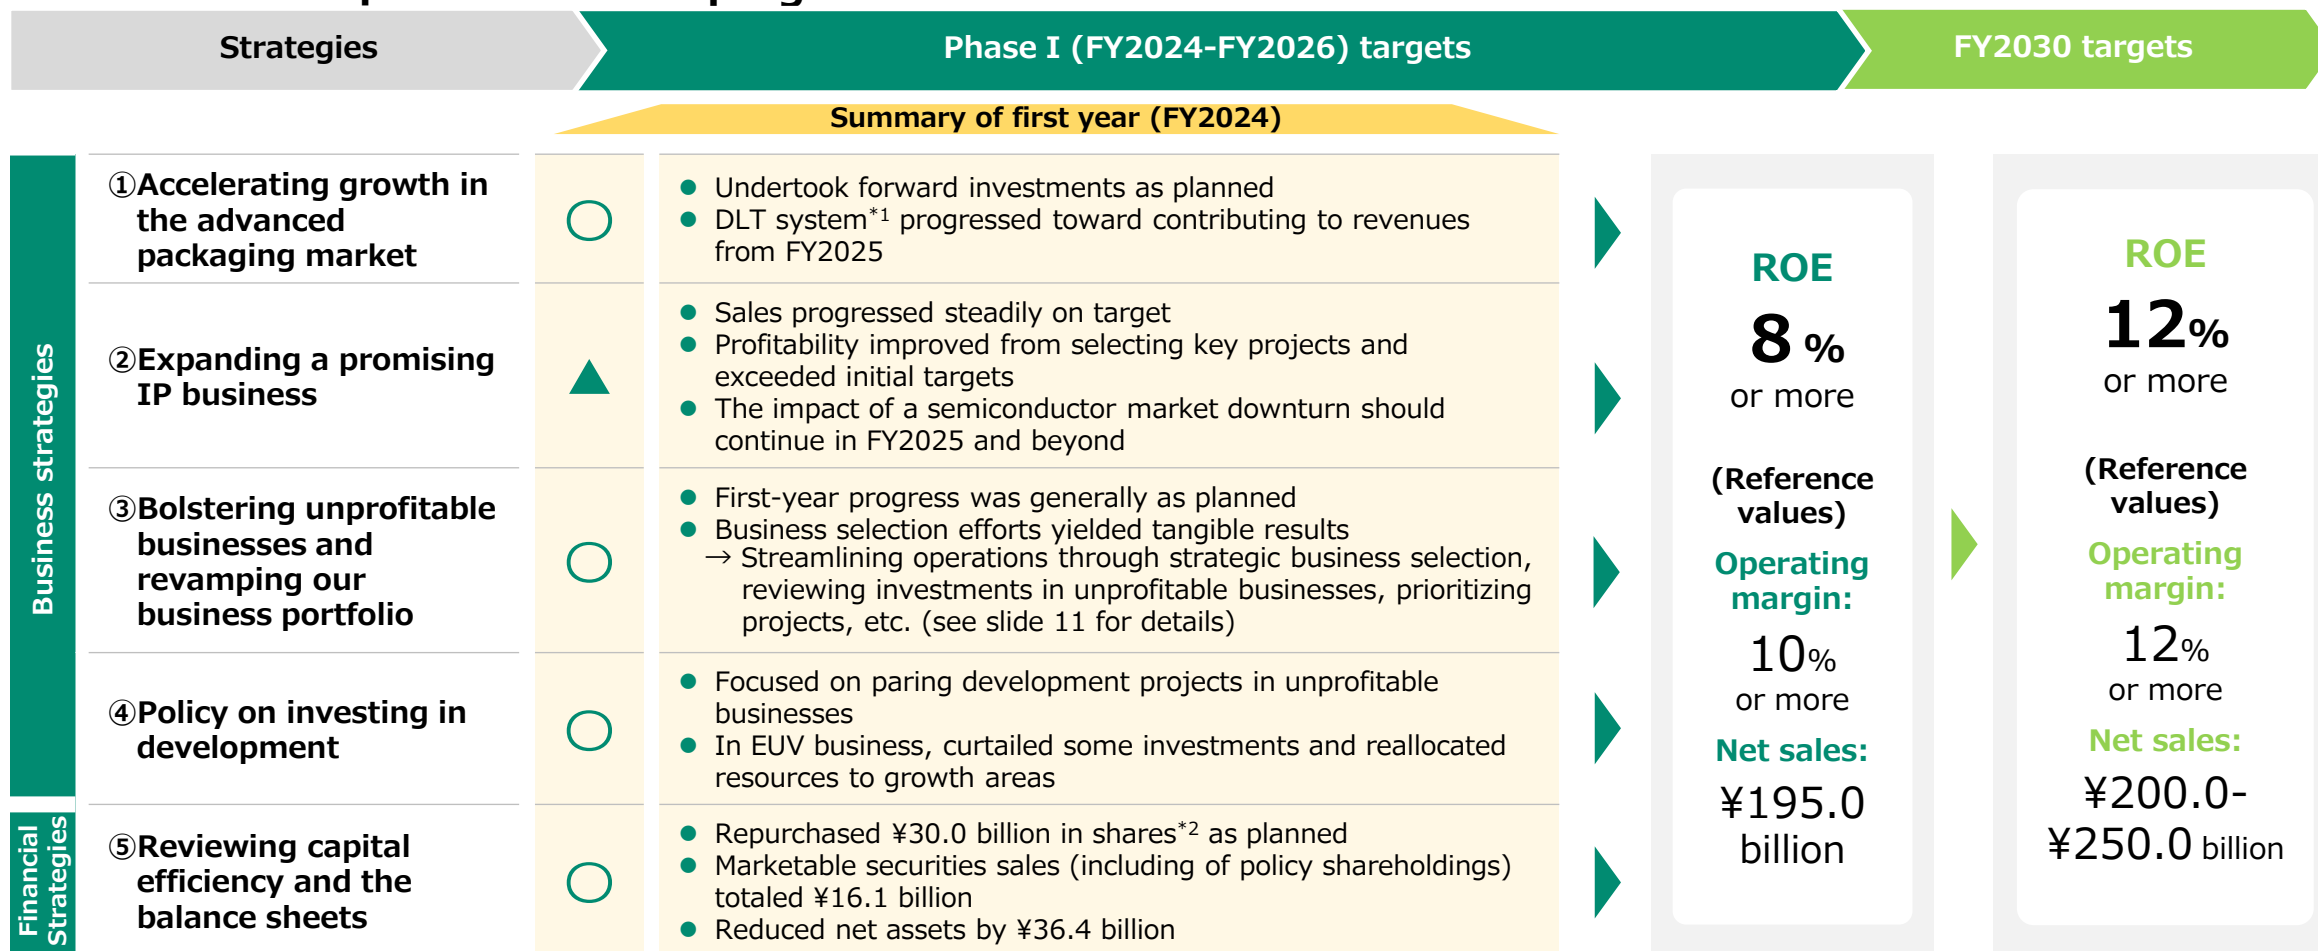 Strategies
Phase I (FY2024-FY2026) targets
FY2030 targets
Summary of first year (FY2024)
Business strategies
①Accelerating growth in
the advanced
packaging market
● Undertook forward investments as planned
● DLT system*1 progressed toward contributing to revenues
from FY2025
②Expanding a promising
IP business
● Sales progressed steadily on target
● Profitability improved from selecting key projects and
exceeded initial targets
● The impact of a semiconductor market downturn should
continue in FY2025 and beyond
③Bolstering unprofitable
businesses and
revamping our
business portfolio
● First-year progress was generally as planned
● Business selection efforts yielded tangible results
→ Streamlining operations through strategic business selection,
reviewing investments in unprofitable businesses, prioritizing
projects, etc. (see slide 11 for details)
④Policy on investing in
development
● Focused on paring development projects in unprofitable
businesses
● In EUV business, curtailed some investments and reallocated
resources to growth areas
Financial
Strategies
⑤Reviewing capital
efficiency and the
balance sheets
● Repurchased ¥30.0 billion in shares*2 as planned
● Marketable securities sales (including of policy shareholdings)
totaled ¥16.1 billion
● Reduced net assets by ¥36.4 billion
ROE
8 %
or more
(Reference
values)
Operating
margin:
10%
or more
Net sales:
¥195.0
billion
ROE
12%
or more
(Reference
values)
Operating
margin:
12%
or more
Net sales:
¥200.0-
¥250.0 billion